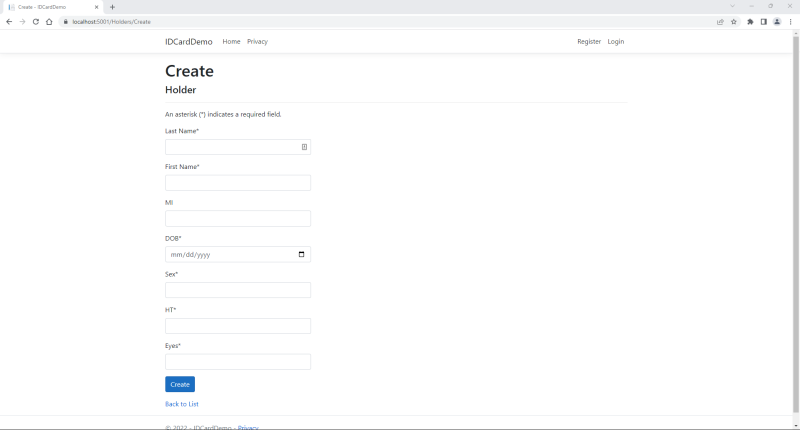 Create - IDCardDemo
localhost:5001/Holders/Create
IDCardDemo Home Privacy Register Login
Create
Holder
An asterisk (*) indicates a required field.
Last Name*
First Name*
MI
DOB*
mm/dd/yyyy
Sex*
HT*
Eyes*
Create
Back to List
© 2022 - IDCardDemo - Privacy